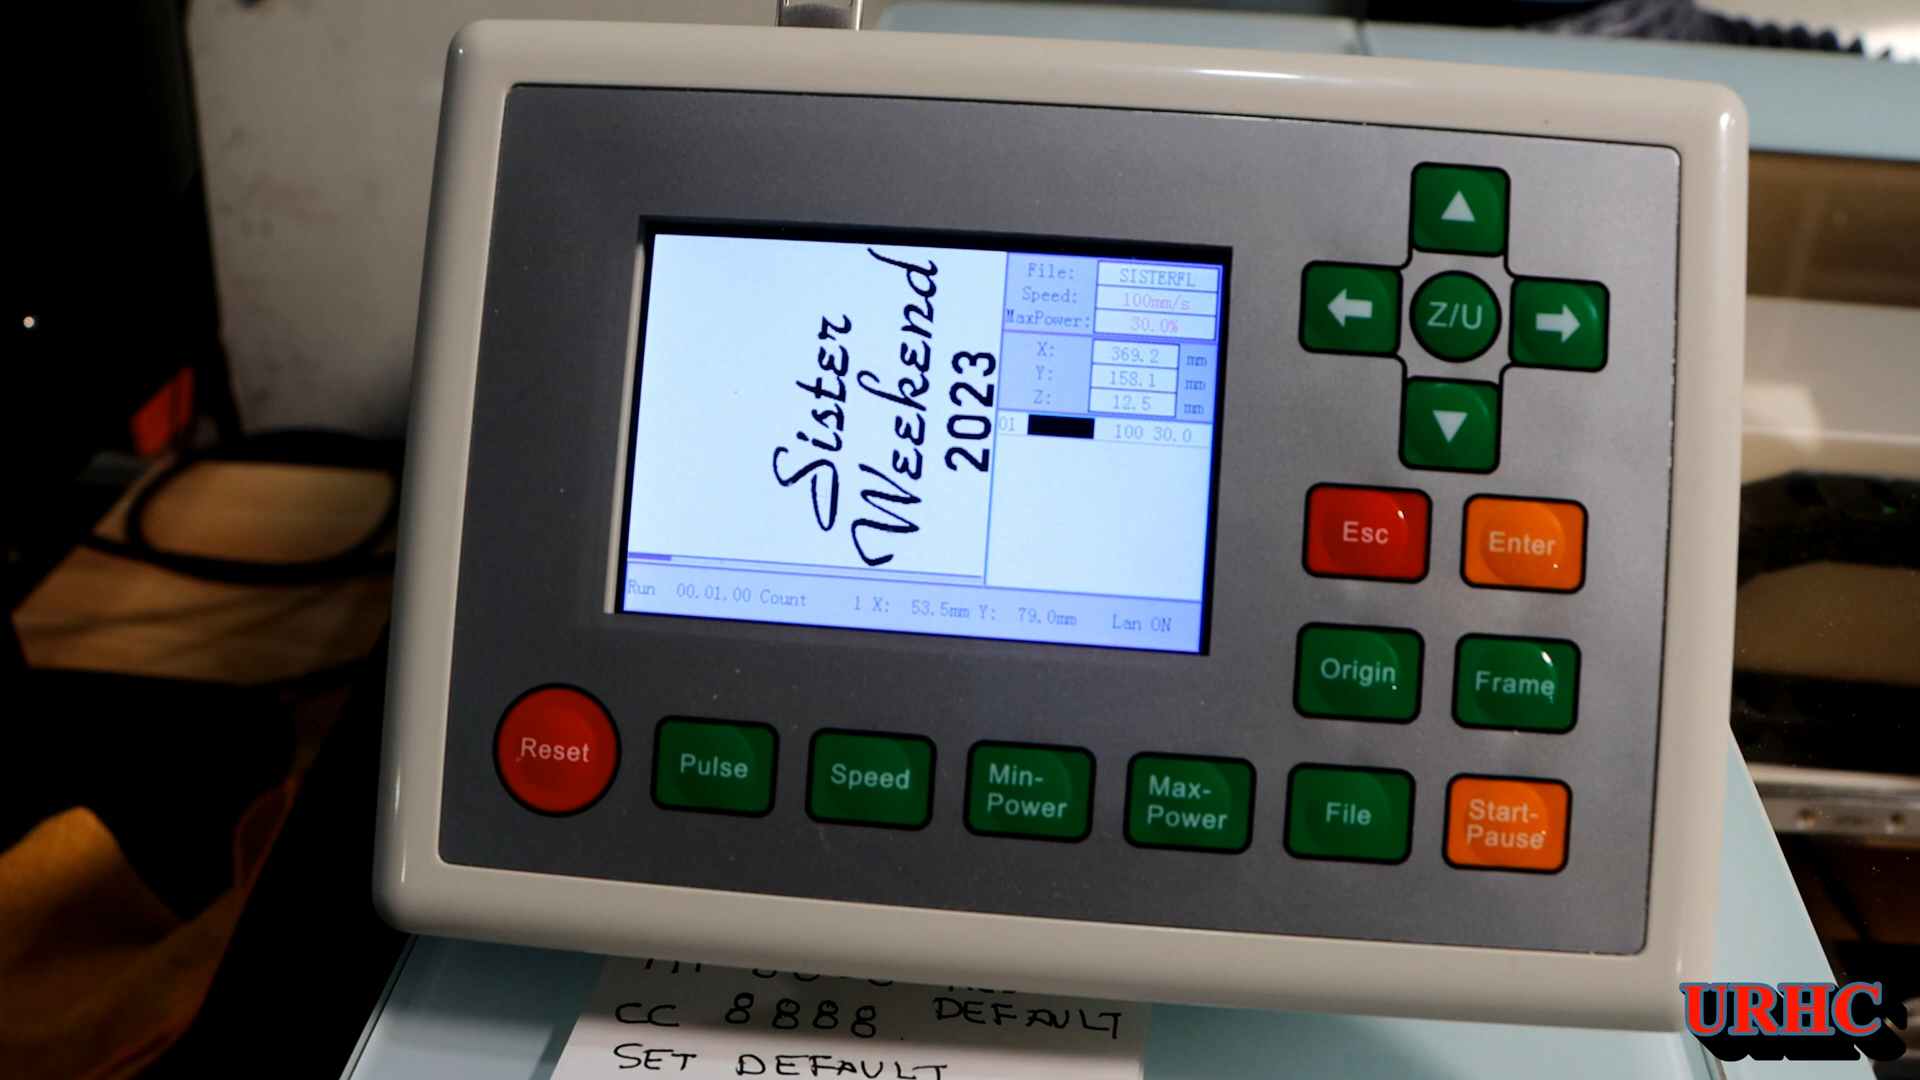 Sister
Weekend
2023
File: SISTERFL
Speed: 100mm/s
MaxPower: 30.0%
X: 369.2 mm
Y: 158.1 mm
Z: 12.5 mm
01 100 30.0
Run 00.01.00 Count 1 X: 53.5mm Y: 79.0mm Lan ON
Z/U
Esc Enter
Origin Frame
Reset Pulse Speed Min-Power Max-Power File Start-Pause
CC 8888 DEFAULT
SET DEFAULT
URHC